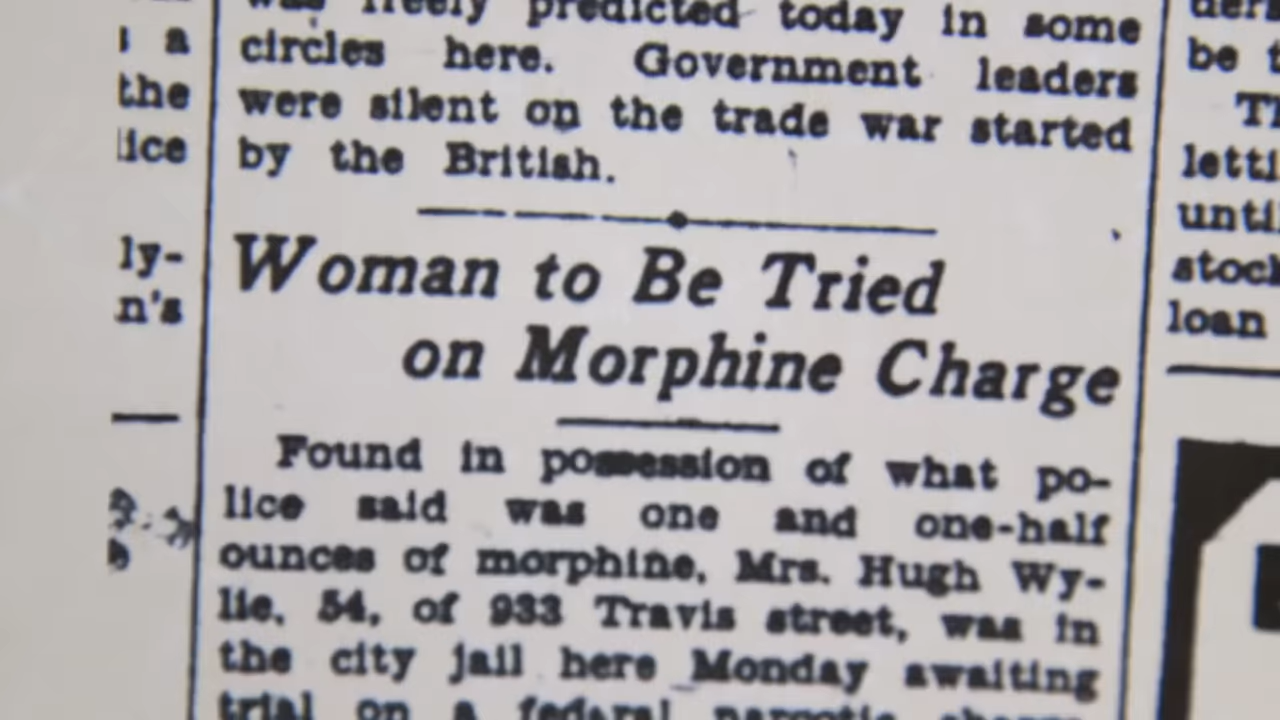 a
the
lice
ly-
n's
was freely predicted today in some
circles here. Government leaders
were silent on the trade war started
by the British.
Woman to Be Tried
on Morphine Charge
Found in possession of what po-
lice said was one and one-half
ounces of morphine, Mrs. Hugh Wy-
lie, 54, of 933 Travis street, was in
the city jail here Monday awaiting
trial on a federal narcotic charge
be
letti
until
stock
loan